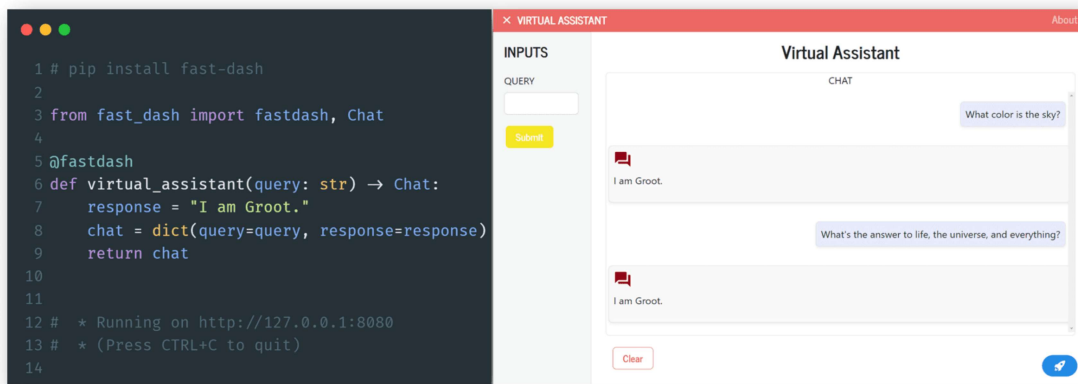 1 # pip install fast-dash
2
3 from fast_dash import fastdash, Chat
4
5 @fastdash
6 def virtual_assistant(query: str) → Chat:
7 response = "I am Groot."
8 chat = dict(query=query, response=response)
9 return chat
10
11
12 # * Running on http://127.0.0.1:8080
13 # * (Press CTRL+C to quit)
14
× VIRTUAL ASSISTANT
About
INPUTS
QUERY
Submit
Virtual Assistant
CHAT
What color is the sky?
I am Groot.
What's the answer to life, the universe, and everything?
I am Groot.
Clear